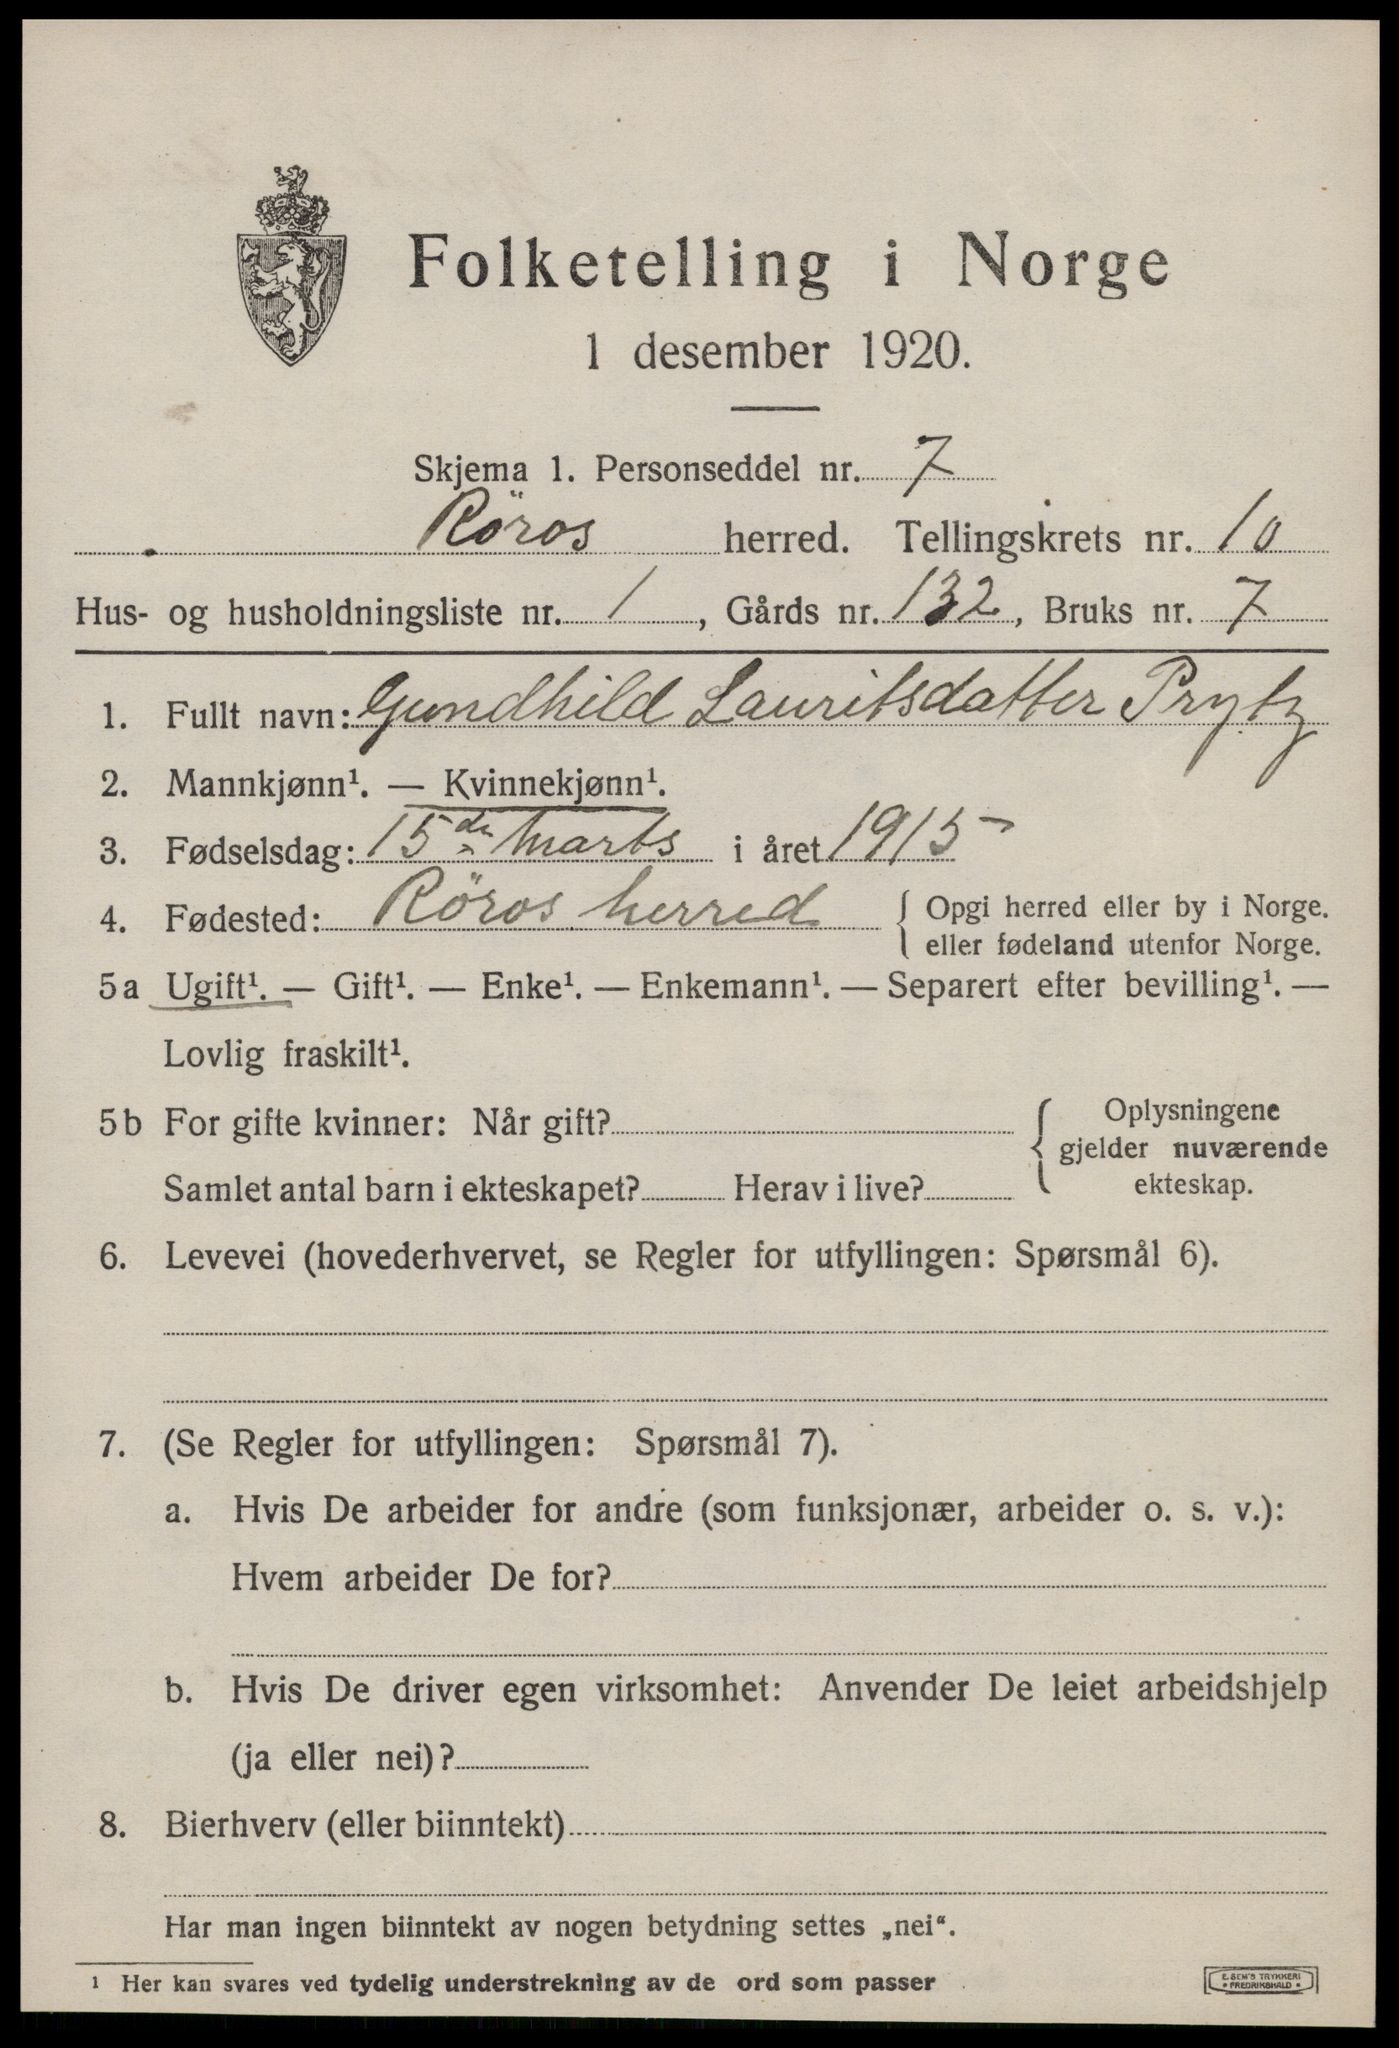 Folketelling i Norge
1 desember 1920.
Skjema 1. Personseddel nr. 7
Röros herred. Tellingskrets nr. 10
Hus- og husholdningsliste nr. 1, Gårds nr. 132, Bruks nr. 7
1. Fullt navn: Gundhild Lauritsdatter Prytz
2. Mannkjønn¹. — Kvinnekjønn¹.
3. Fødselsdag: 15de Marts i året 1915
4. Fødested: Röros herred { Opgi herred eller by i Norge.
eller fødeland utenfor Norge.
5a Ugift¹. — Gift¹. — Enke¹. — Enkemann¹. — Separert efter bevilling¹. —
Lovlig fraskilt¹.
5b For gifte kvinner: Når gift? { Oplysningene
gjelder nuværende
Samlet antal barn i ekteskapet? Herav i live? ekteskap.
6. Levevei (hovederhvervet, se Regler for utfyllingen: Spørsmål 6).
7. (Se Regler for utfyllingen: Spørsmål 7).
a. Hvis De arbeider for andre (som funksjonær, arbeider o. s. v.):
Hvem arbeider De for?
b. Hvis De driver egen virksomhet: Anvender De leiet arbeidshjelp
(ja eller nei)?
8. Bierhverv (eller biinntekt)
Har man ingen biinntekt av nogen betydning settes „nei“.
¹ Her kan svares ved tydelig understrekning av de ord som passer
E. SEM'S TRYKKERI
• FREDRIKSHALD •